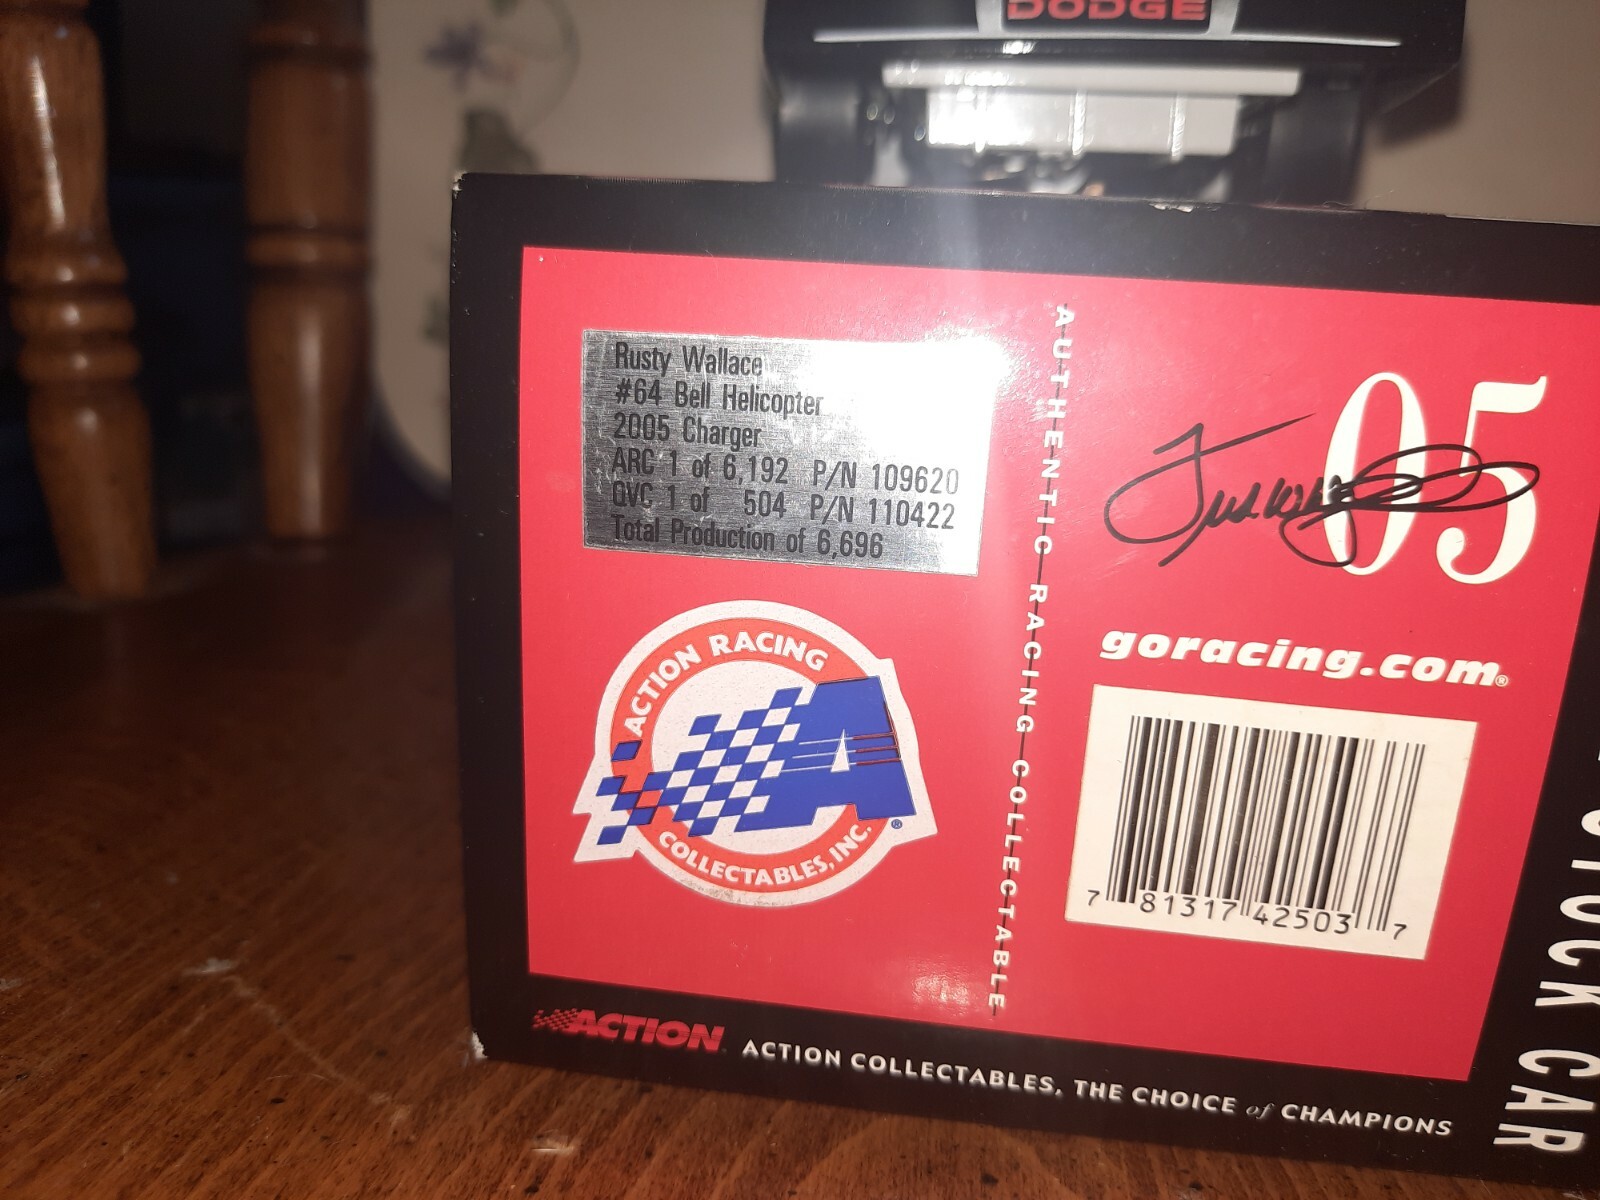 DODGE
Rusty Wallace
#64 Bell Helicopter
2005 Charger
ARC 1 of 6,192 P/N 109620
QVC 1 of 504 P/N 110422
Total Production of 6,696
AUTHENTIC RACING COLLECTABLE
05
goracing.com®
ACTION RACING
A
COLLECTABLES, INC.
®
7 81317 42503 7
ACTION ACTION COLLECTABLES, THE CHOICE of CHAMPIONS
STOCK CAR